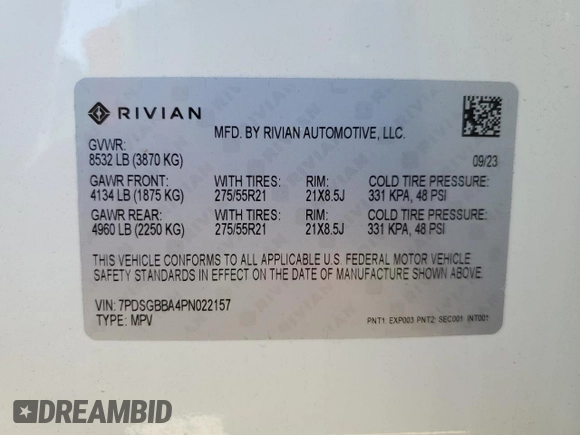 RIVIAN
MFD. BY RIVIAN AUTOMOTIVE, LLC.
GVWR:
8532 LB (3870 KG)
09/23
GAWR FRONT: WITH TIRES: RIM: COLD TIRE PRESSURE:
4134 LB (1875 KG) 275/55R21 21X8.5J 331 KPA, 48 PSI
GAWR REAR: WITH TIRES: RIM: COLD TIRE PRESSURE:
4960 LB (2250 KG) 275/55R21 21X8.5J 331 KPA, 48 PSI
THIS VEHICLE CONFORMS TO ALL APPLICABLE U.S. FEDERAL MOTOR VEHICLE
SAFETY STANDARDS IN EFFECT ON THE DATE OF MANUFACTURE SHOWN ABOVE.
VIN: 7PDSGBBA4PN022157
TYPE: MPV
PNT1: EXP003 PNT2: SEC001 INT001
DREAMBID